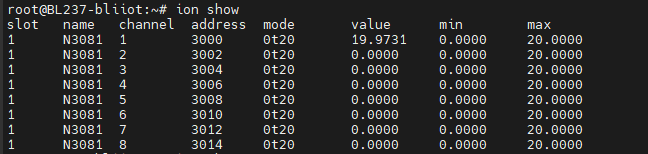 root@BL237-bliiot:~# ion show
slot name channel address mode value min max
1 N3081 1 3000 0t20 19.9731 0.0000 20.0000
1 N3081 2 3002 0t20 0.0000 0.0000 20.0000
1 N3081 3 3004 0t20 0.0000 0.0000 20.0000
1 N3081 4 3006 0t20 0.0000 0.0000 20.0000
1 N3081 5 3008 0t20 0.0000 0.0000 20.0000
1 N3081 6 3010 0t20 0.0000 0.0000 20.0000
1 N3081 7 3012 0t20 0.0000 0.0000 20.0000
1 N3081 8 3014 0t20 0.0000 0.0000 20.0000